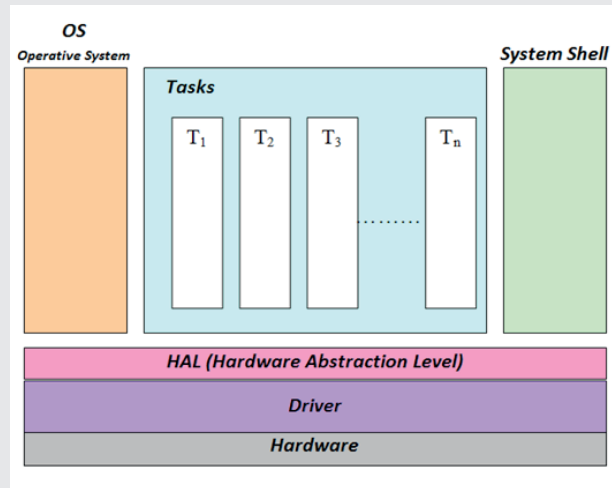 OS
Operative System
System Shell
Tasks
T1 T2 T3 ......... Tn
HAL (Hardware Abstraction Level)
Driver
Hardware